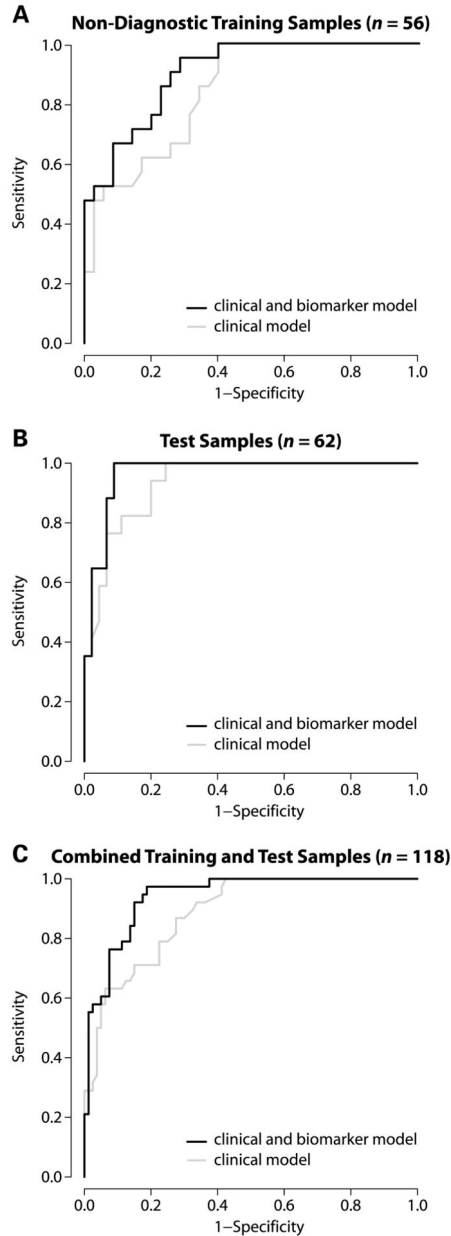 A
Non-Diagnostic Training Samples (n = 56)
1.0
0.8
0.6
0.4
0.2
0.0
Sensitivity
clinical and biomarker model
clinical model
0.0 0.2 0.4 0.6 0.8 1.0
1–Specificity
B
Test Samples (n = 62)
1.0
0.8
0.6
0.4
0.2
0.0
Sensitivity
clinical and biomarker model
clinical model
0.0 0.2 0.4 0.6 0.8 1.0
1–Specificity
C
Combined Training and Test Samples (n = 118)
1.0
0.8
0.6
0.4
0.2
0.0
Sensitivity
clinical and biomarker model
clinical model
0.0 0.2 0.4 0.6 0.8 1.0
1–Specificity